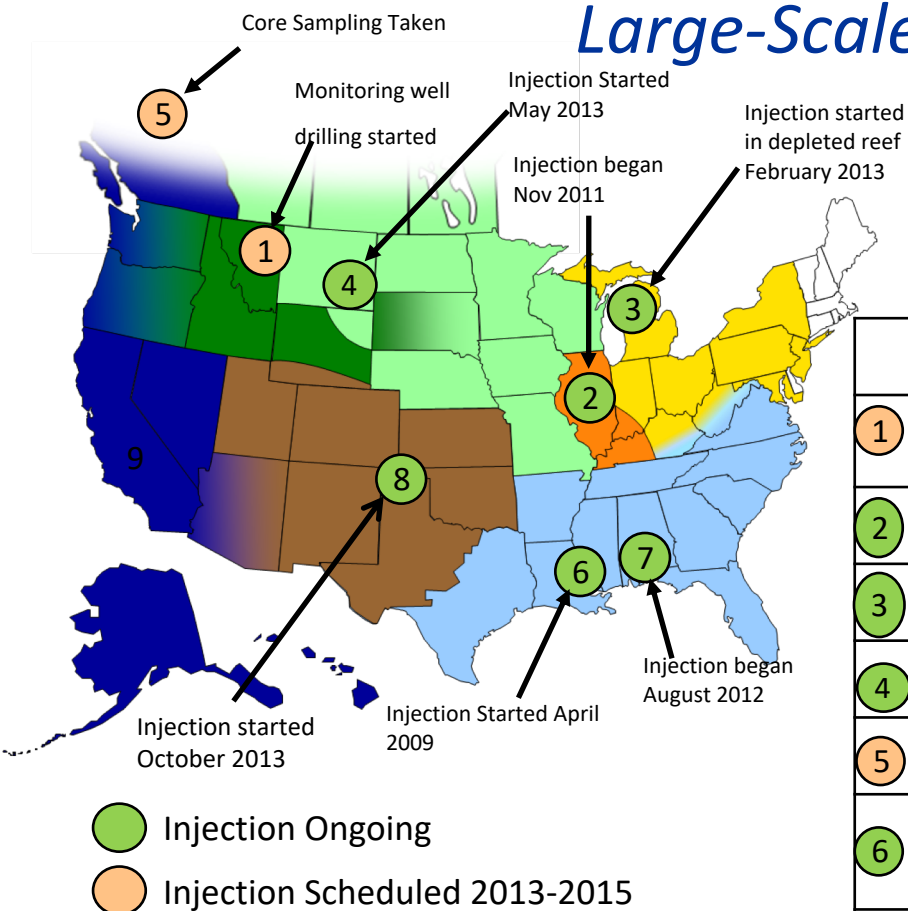 Large-Scale
Core Sampling Taken
Monitoring well
drilling started
Injection Started
May 2013
Injection began
Nov 2011
Injection started
in depleted reef
February 2013
5
1
4
3
2
9
8
6
7
Injection started
October 2013
Injection Started April
2009
Injection began
August 2012
Injection Ongoing
Injection Scheduled 2013-2015
1
2
3
4
5
6